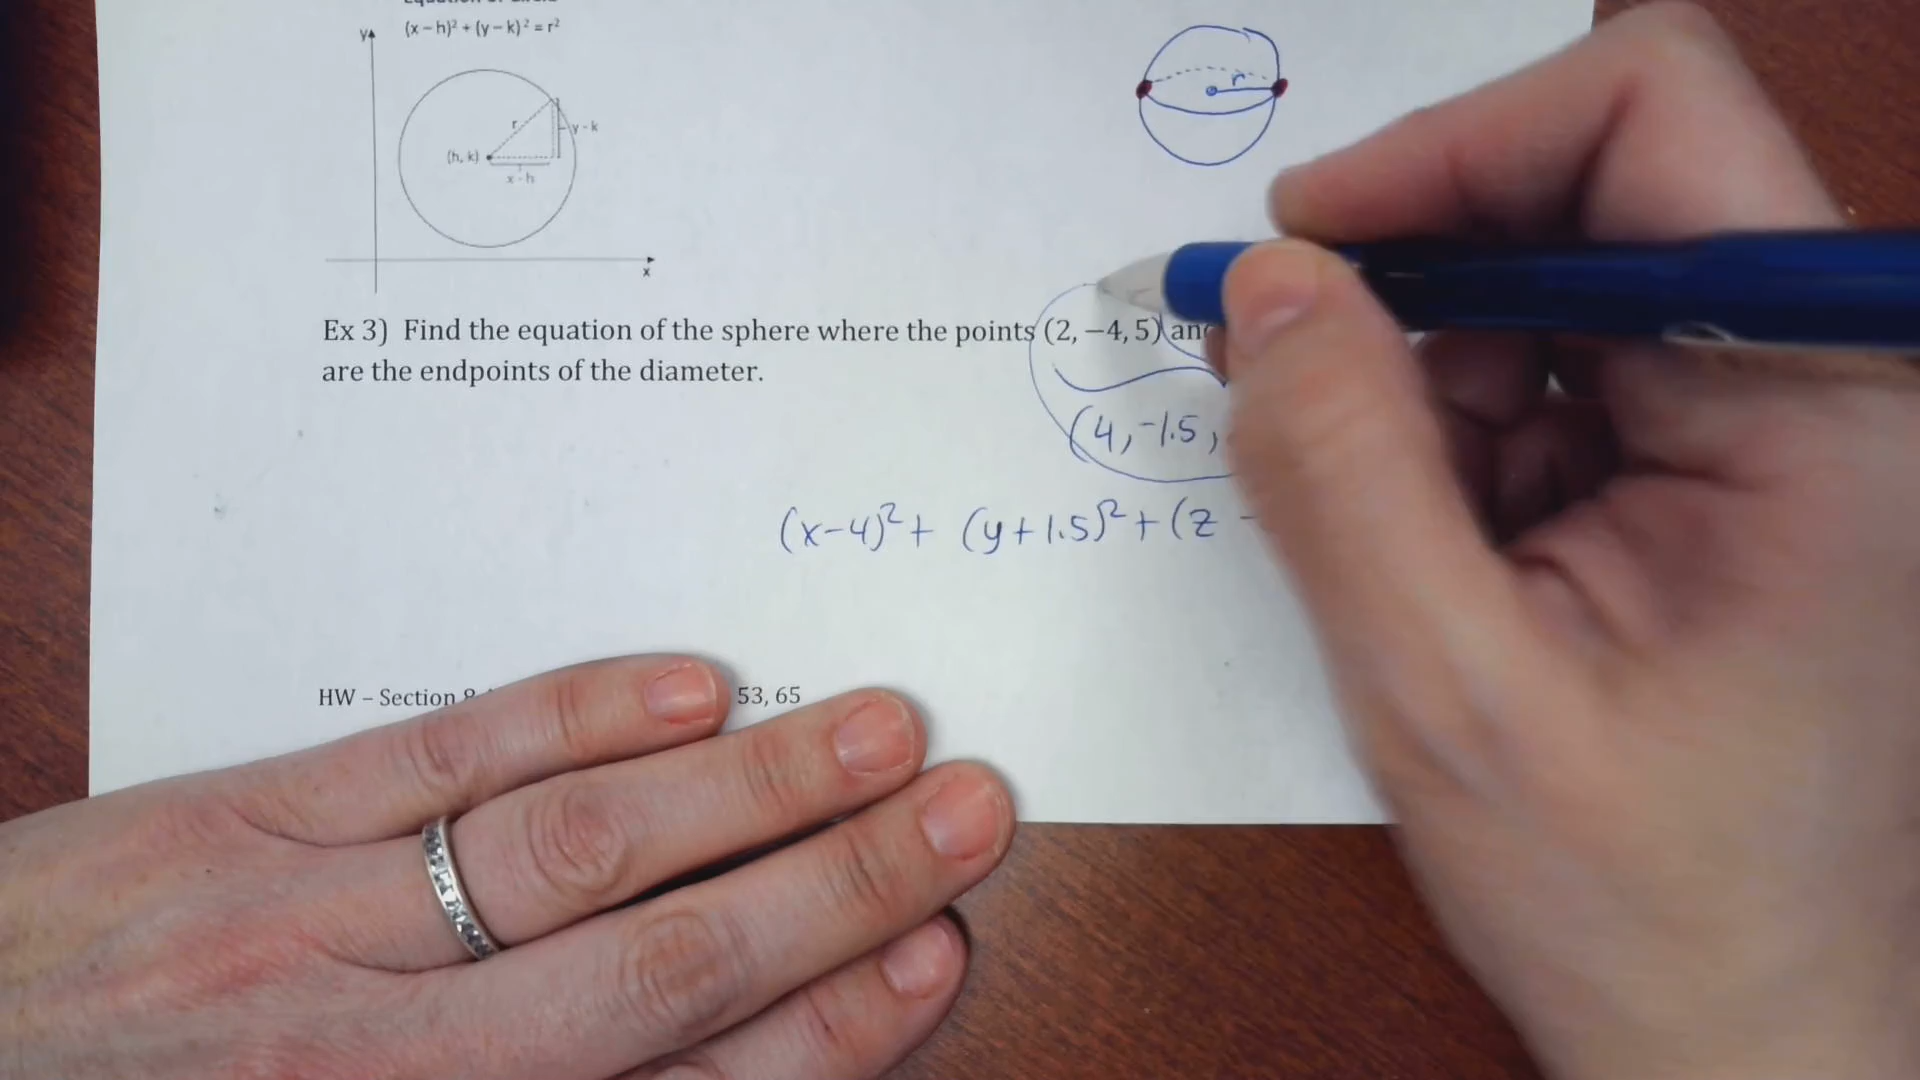 (x – h)² + (y – k)² = r²
y
r
y - k
(h, k)
x - h
x
r
Ex 3) Find the equation of the sphere where the points (2, −4, 5)
are the endpoints of the diameter.
(4, -1.5,
(x-4)² + (y+1.5)² + (z -
HW – Section 53, 65